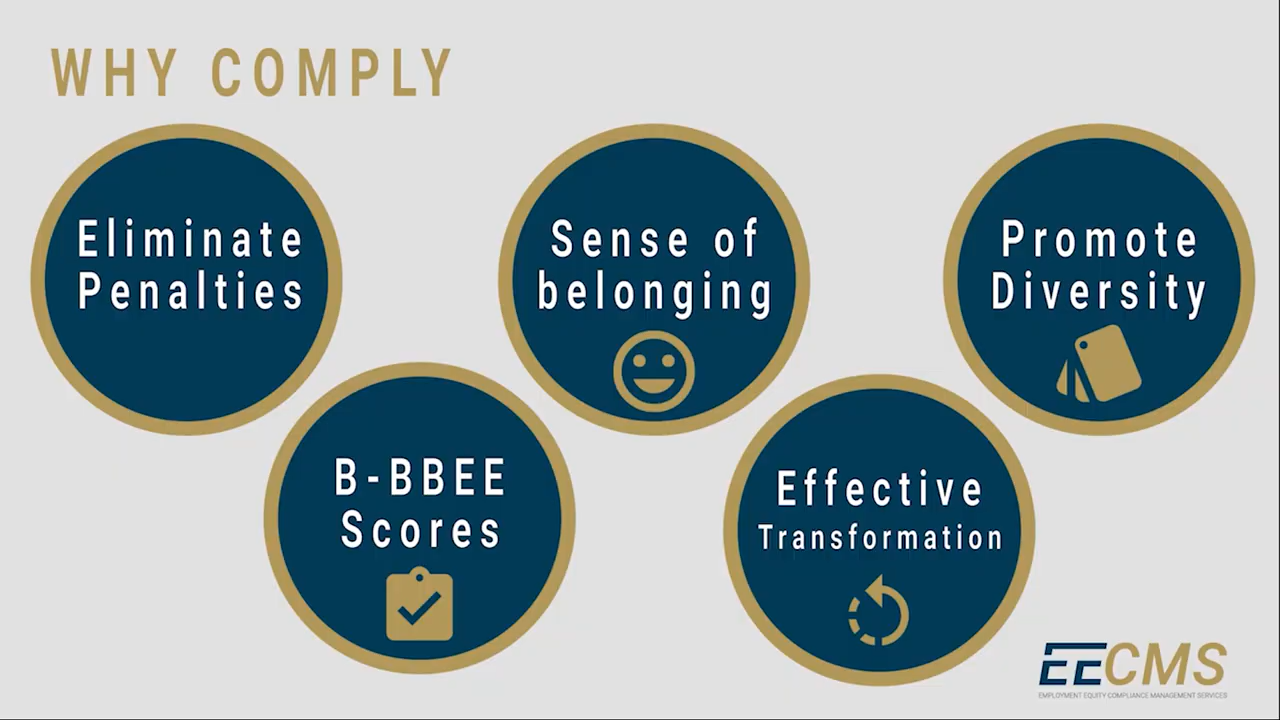 WHY COMPLY
Eliminate
Penalties
Sense of
belonging
Promote
Diversity
B-BBEE
Scores
Effective
Transformation
EECMS
EMPLOYMENT EQUITY COMPLIANCE MANAGEMENT SERVICES